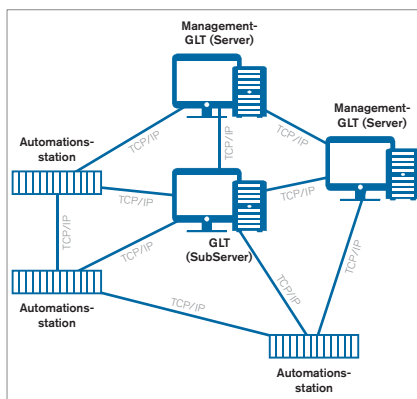 Management-
GLT (Server)
Management-
GLT (Server)
TCP/IP
TCP/IP
TCP/IP
Automations-
station
TCP/IP
TCP/IP
TCP/IP
TCP/IP
TCP/IP
GLT
(SubServer)
TCP/IP
TCP/IP
Automations-
station
TCP/IP
Automations-
station